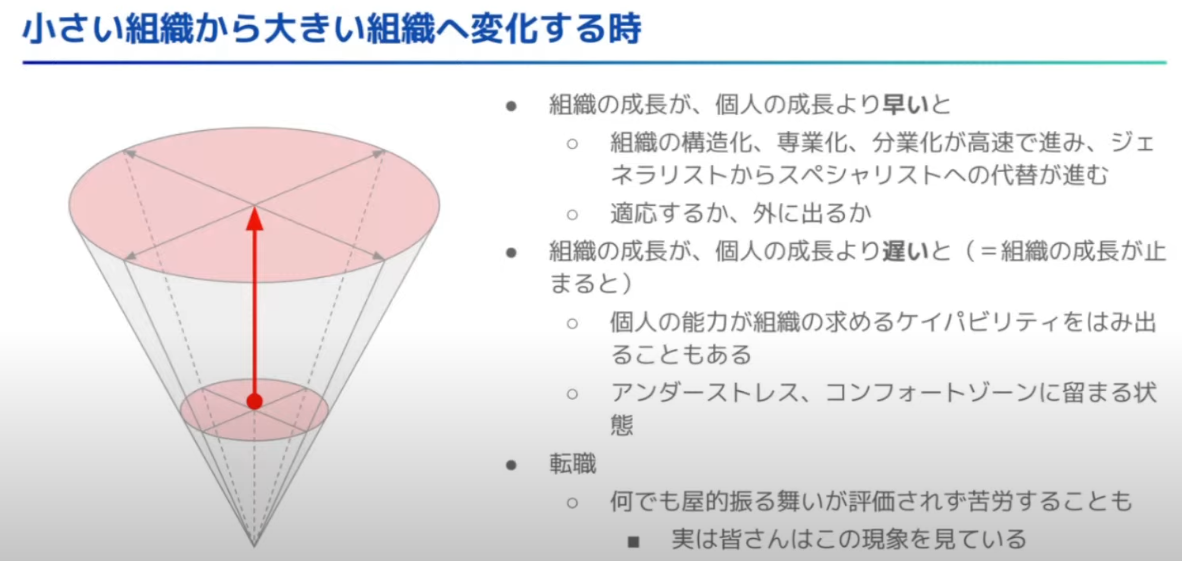 小さい組織から大きい組織へ変化する時
● 組織の成長が、個人の成長より早いと
○ 組織の構造化、専業化、分業化が高速で進み、ジェ
ネラリストからスペシャリストへの代替が進む
○ 適応するか、外に出るか
● 組織の成長が、個人の成長より遅いと（＝組織の成長が止
まると）
○ 個人の能力が組織の求めるケイパビリティをはみ出
ることもある
○ アンダーストレス、コンフォートゾーンに留まる状
態
● 転職
○ 何でも屋的振る舞いが評価されず苦労することも
■ 実は皆さんはこの現象を見ている